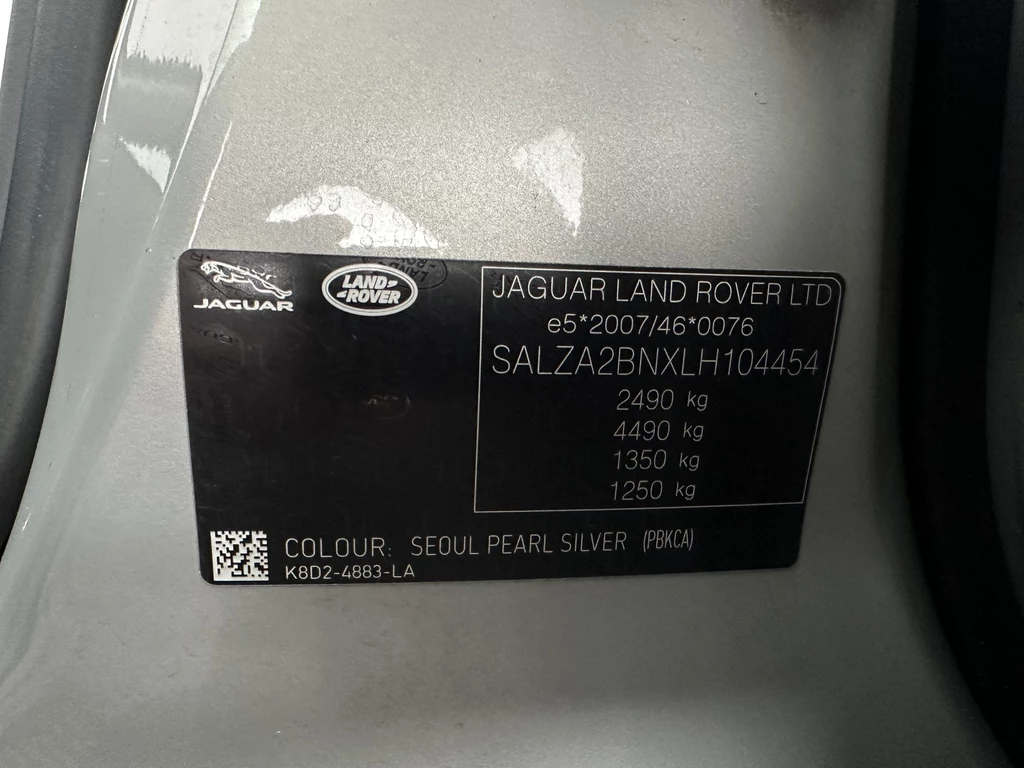 JAGUAR
LAND-
-ROVER
JAGUAR LAND ROVER LTD
e5*2007/46*0076
SALZA2BNXLH104454
2490 kg
4490 kg
1350 kg
1250 kg
COLOUR: SEOUL PEARL SILVER (PBKCA)
K8D2-4883-LA